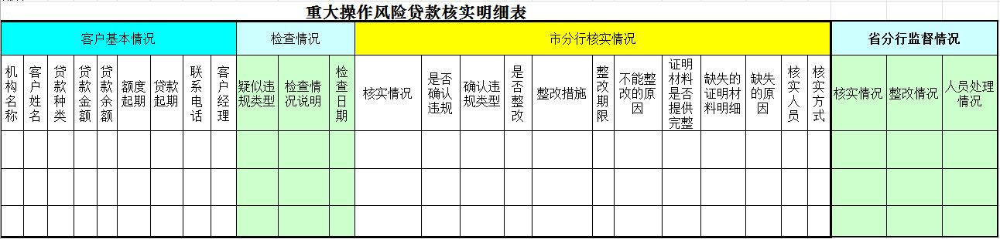 重大操作风险贷款核实明细表
客户基本情况
检查情况
市分行核实情况
省分行监督情况
机构名称
客户姓名
贷款种类
贷款金额
贷款余额
额度
起期
贷款
起期
联系电话
客户经理
疑似违
规类型
检查情
况说明
检查日期
核实情况
是否
确认
违规
确认违
规类型
是否整改
整改措施
整改期限
不能整
改的原
因
证明
材料
是否
提供
完整
缺失的
证明材
料明细
缺失
的原
因
核实人员
核实方式
核实情况
整改情况
人员处理
情况